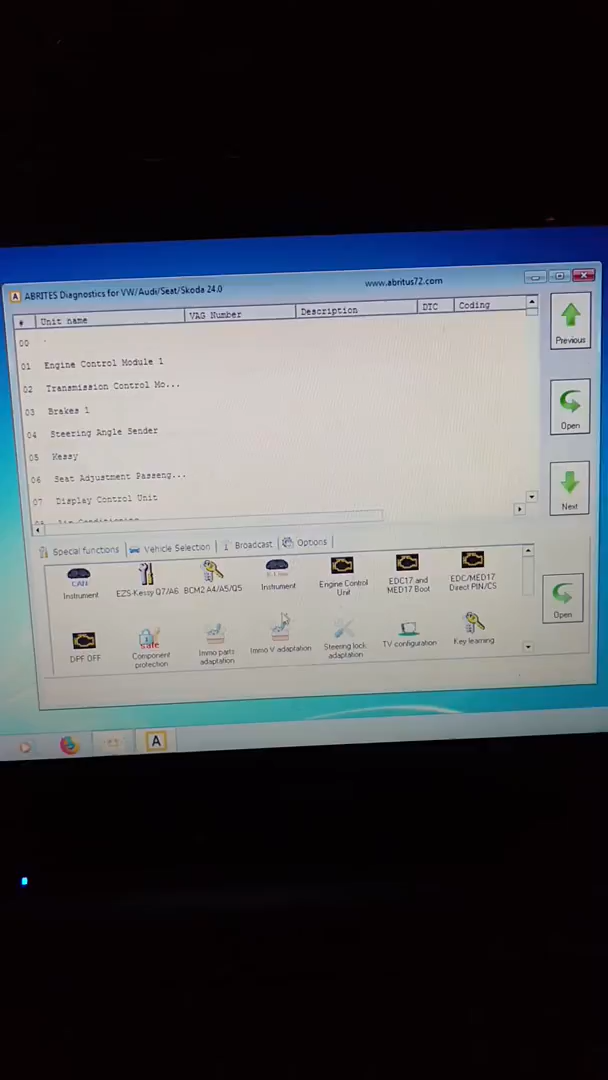 ABRITES Diagnostics for VW/Audi/Seat/Skoda 24.0
www.abritus72.com
# Unit name VAG Number Description DTC Coding
00 -
01 Engine Control Module 1
02 Transmission Control Mo...
03 Brakes 1
04 Steering Angle Sender
05 Kessy
06 Seat Adjustment Passeng...
07 Display Control Unit
08 Air Conditioning
Previous
Open
Next
Special functions Vehicle Selection Broadcast Options
CAN
Instrument
EZS-Kessy Q7/A6
BCM2 A4/A5/Q5
K-Line
Instrument
Engine Control
Unit
EDC17 and
MED17 Boot
EDC/MED17
Direct PIN/CS
Open
DPF OFF
safe
Component
protection
Immo parts
adaptation
Immo V adaptation
Steering lock
adaptation
TV configuration
Key learning
A